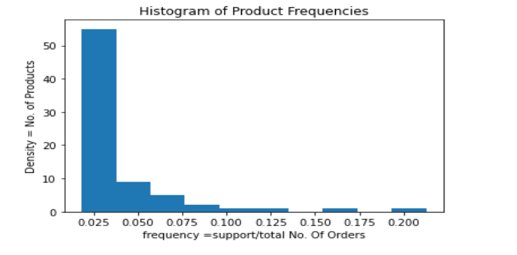 Histogram of Product Frequencies
50
40
30
20
10
0
Density = No. of Products
0.025 0.050 0.075 0.100 0.125 0.150 0.175 0.200
frequency =support/total No. Of Orders